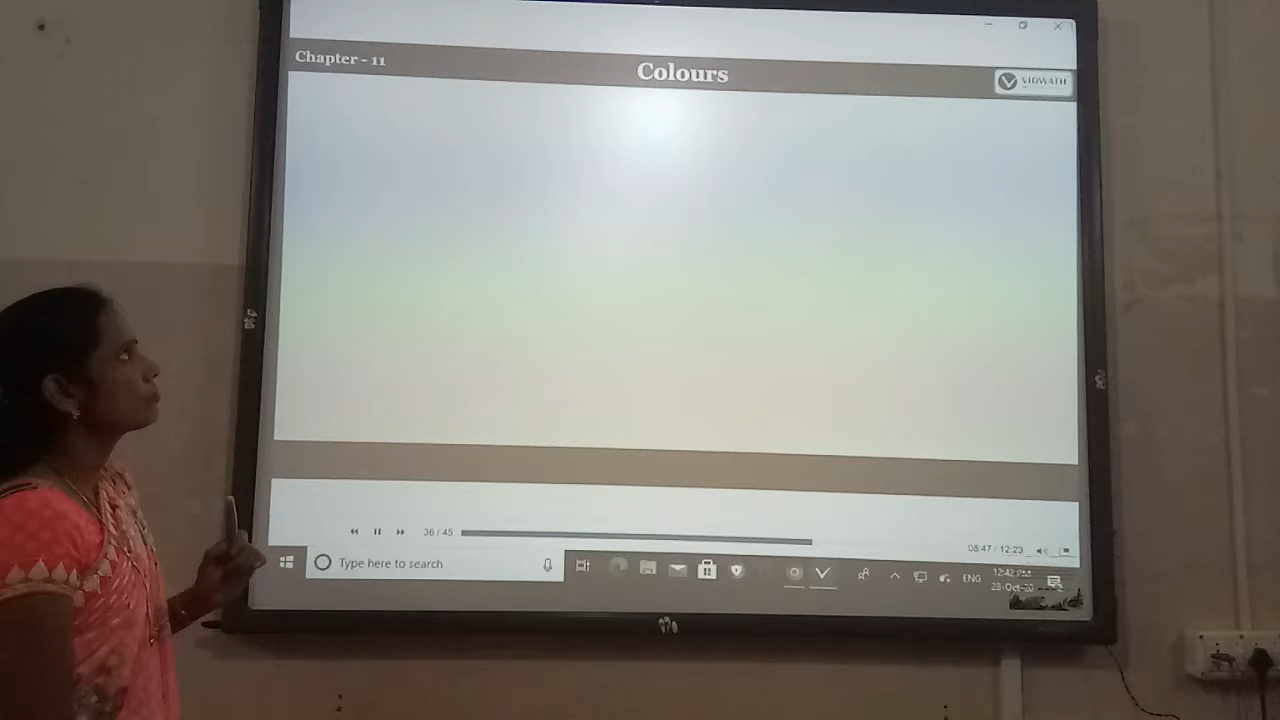 Chapter - 11
Colours
VIDWATH
36 / 45
08:47 / 12:23
Type here to search
ENG
12:42 PM